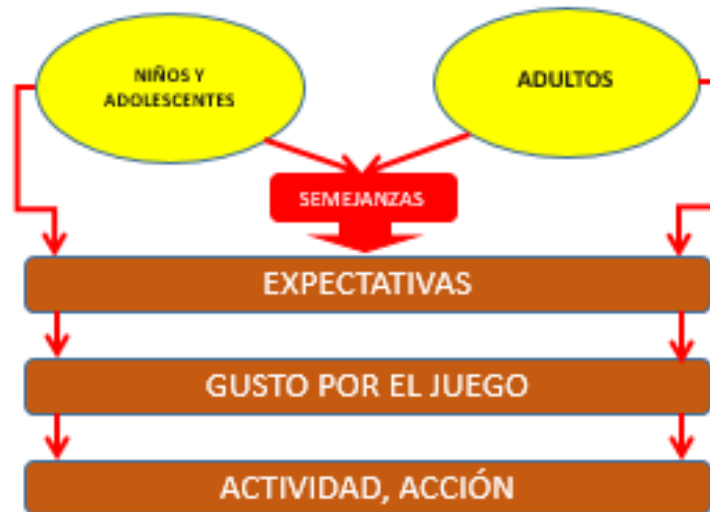 NIÑOS Y
ADOLESCENTES
ADULTOS
SEMEJANZAS
EXPECTATIVAS
GUSTO POR EL JUEGO
ACTIVIDAD, ACCIÓN